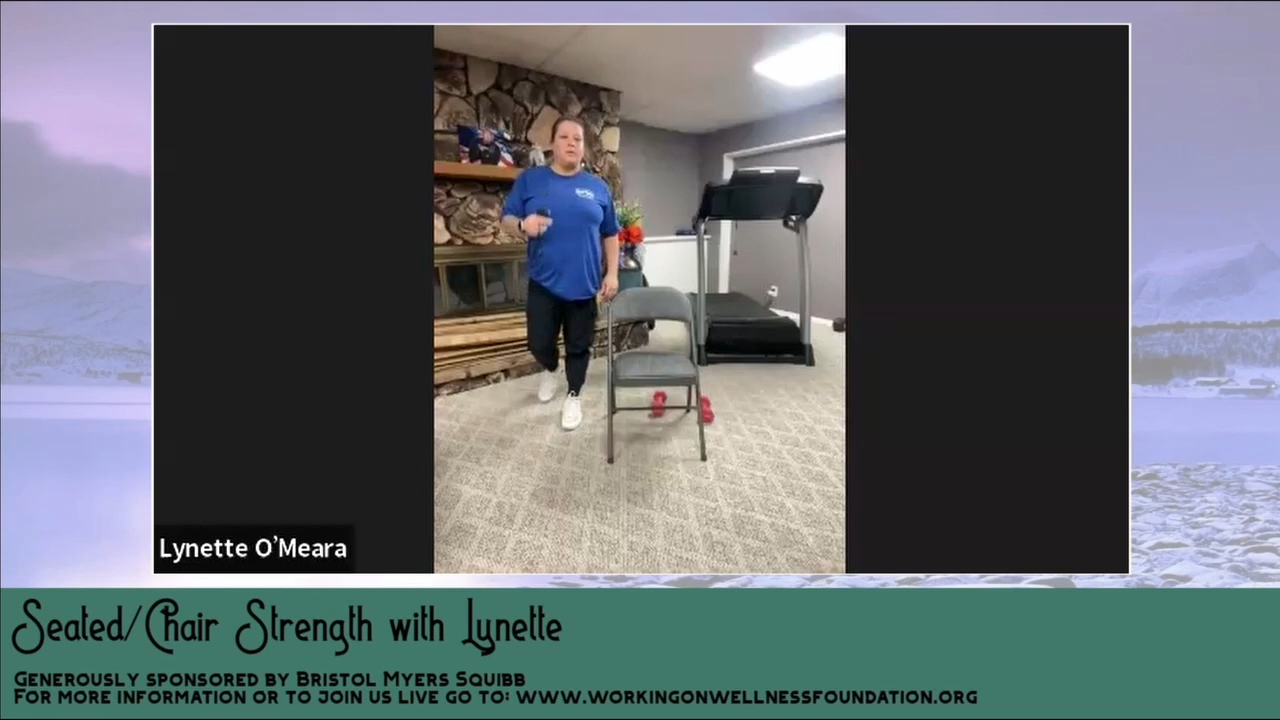 Lynette O'Meara
Seated/Chair Strength with Lynette
Generously sponsored by Bristol Myers Squibb
For more information or to join us live go to: www.workingonwellnessfoundation.org